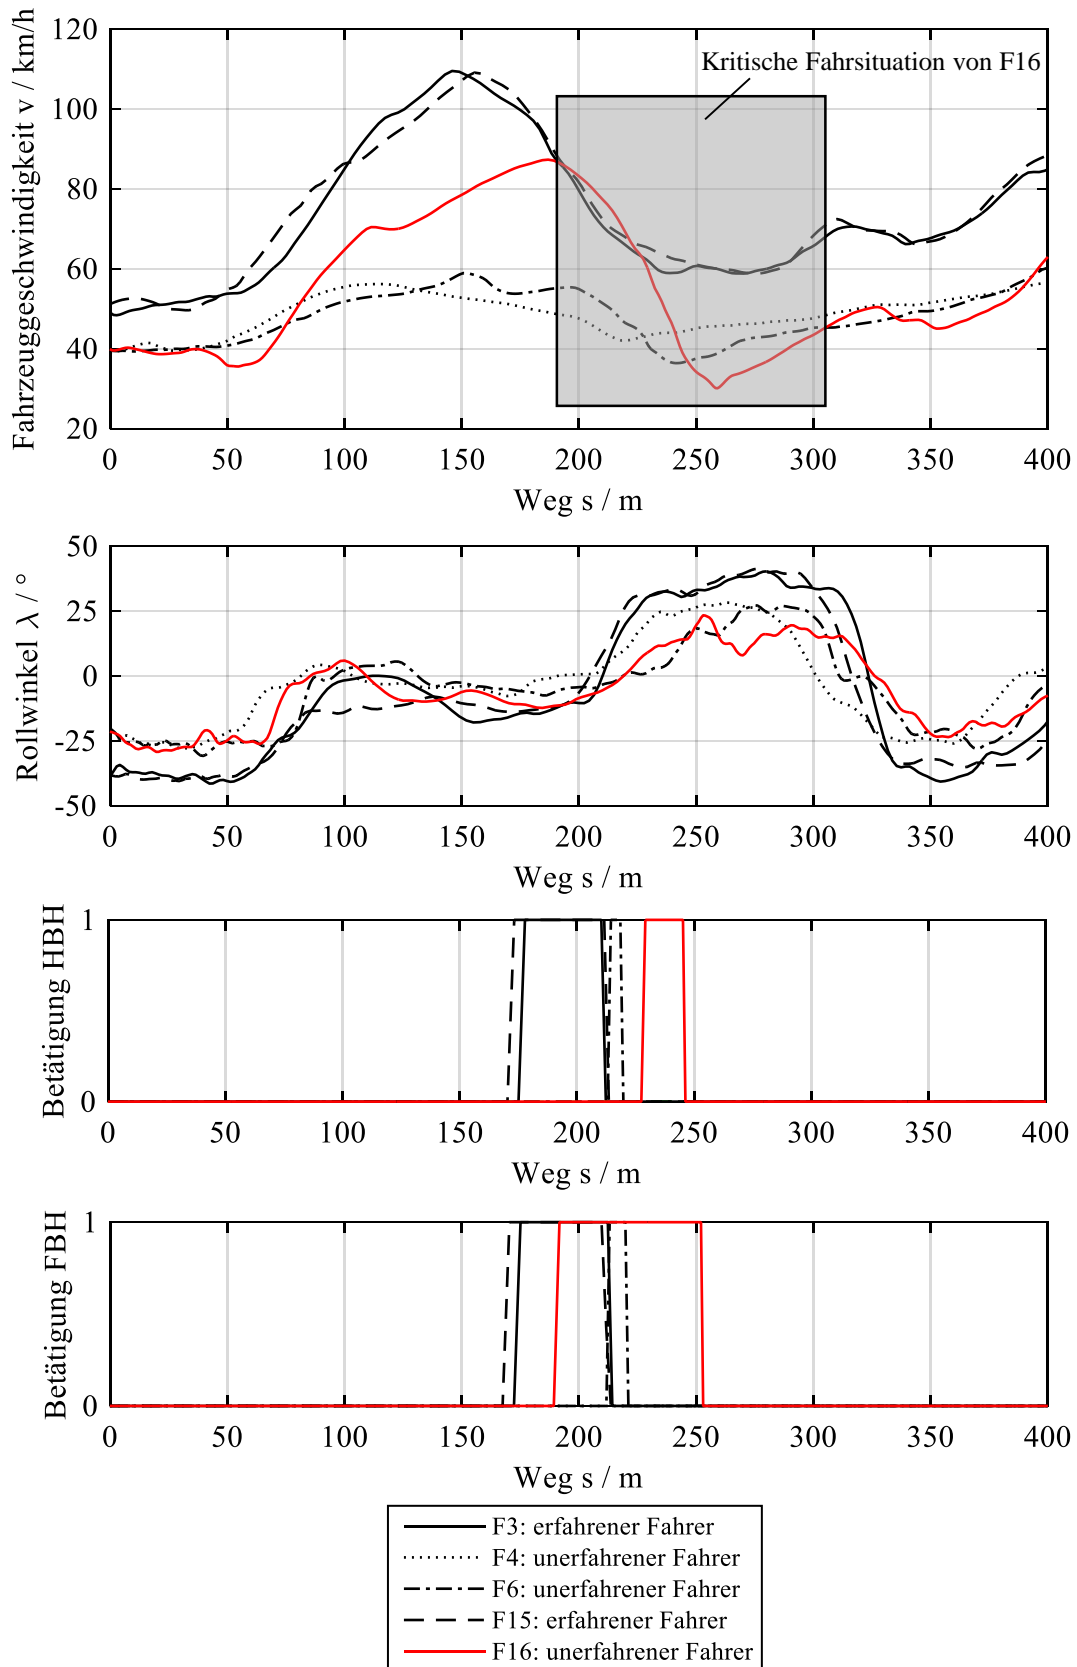 Fahrzeuggeschwindigkeit v / km/h
120
100
80
60
40
20
Kritische Fahrsituation von F16
0 50 100 150 200 250 300 350 400
Weg s / m
Rollwinkel λ / °
50
25
0
-25
-50
0 50 100 150 200 250 300 350 400
Weg s / m
Betätigung HBH
1
0
0 50 100 150 200 250 300 350 400
Weg s / m
Betätigung FBH
1
0
0 50 100 150 200 250 300 350 400
Weg s / m
F3: erfahrener Fahrer
F4: unerfahrener Fahrer
F6: unerfahrener Fahrer
F15: erfahrener Fahrer
F16: unerfahrener Fahrer